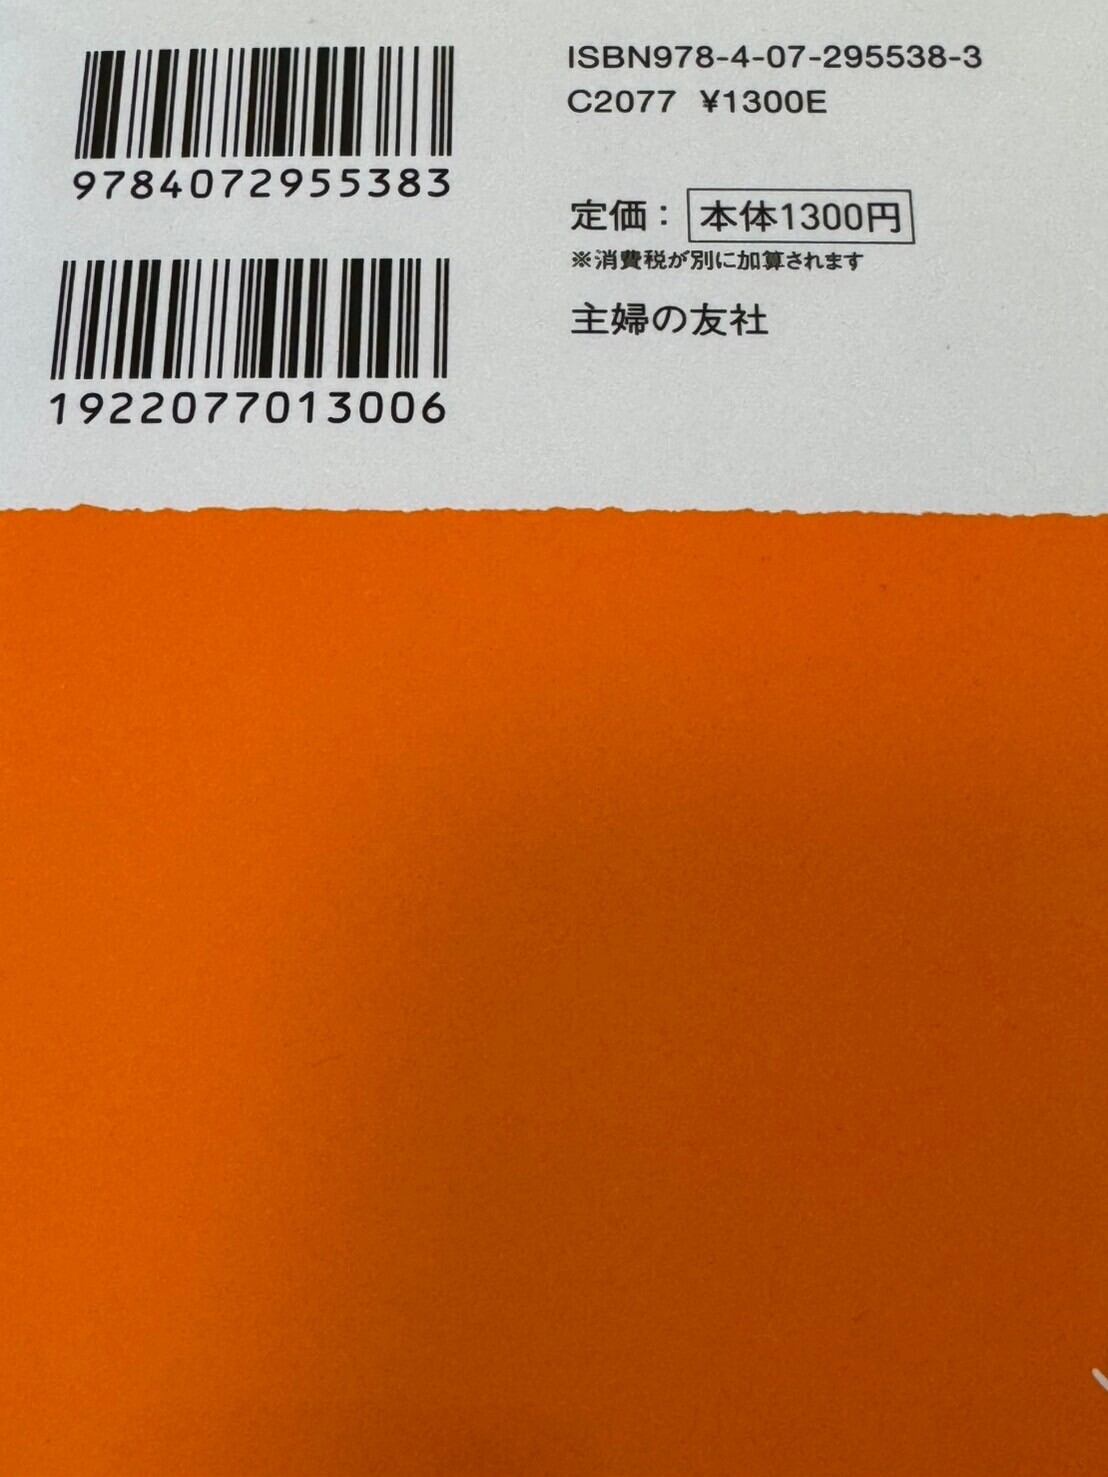 9784072955383
1922077013006
ISBN978-4-07-295538-3
C2077 ¥1300E
定価： 本体1300円
※消費税が別に加算されます
主婦の友社